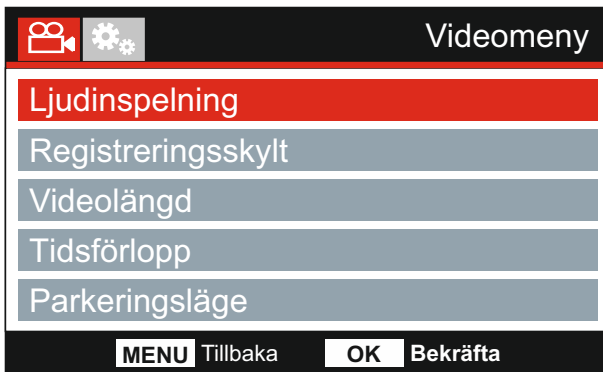 Videomeny
Ljudinspelning
Registreringsskylt
Videolängd
Tidsförlopp
Parkeringsläge
MENU Tillbaka OK Bekräfta